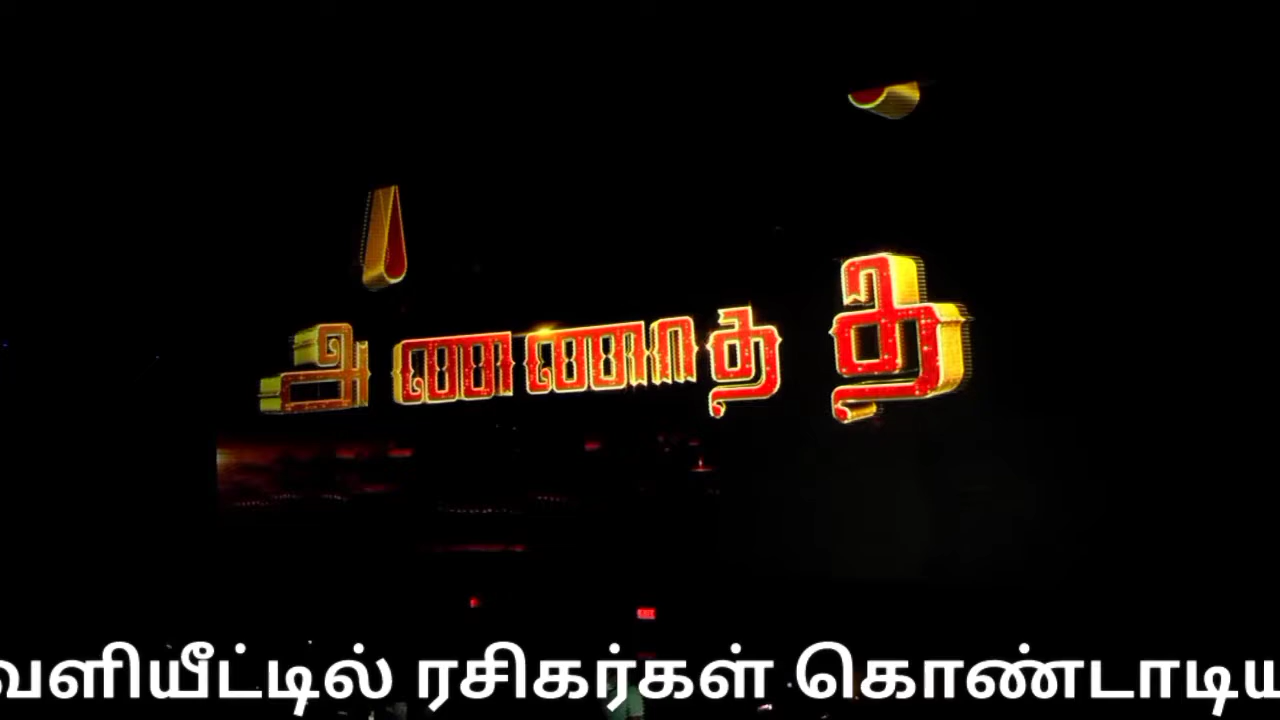 அண்ணாத்த
வளியீட்டில் ரசிகர்கள் கொண்டாடிய